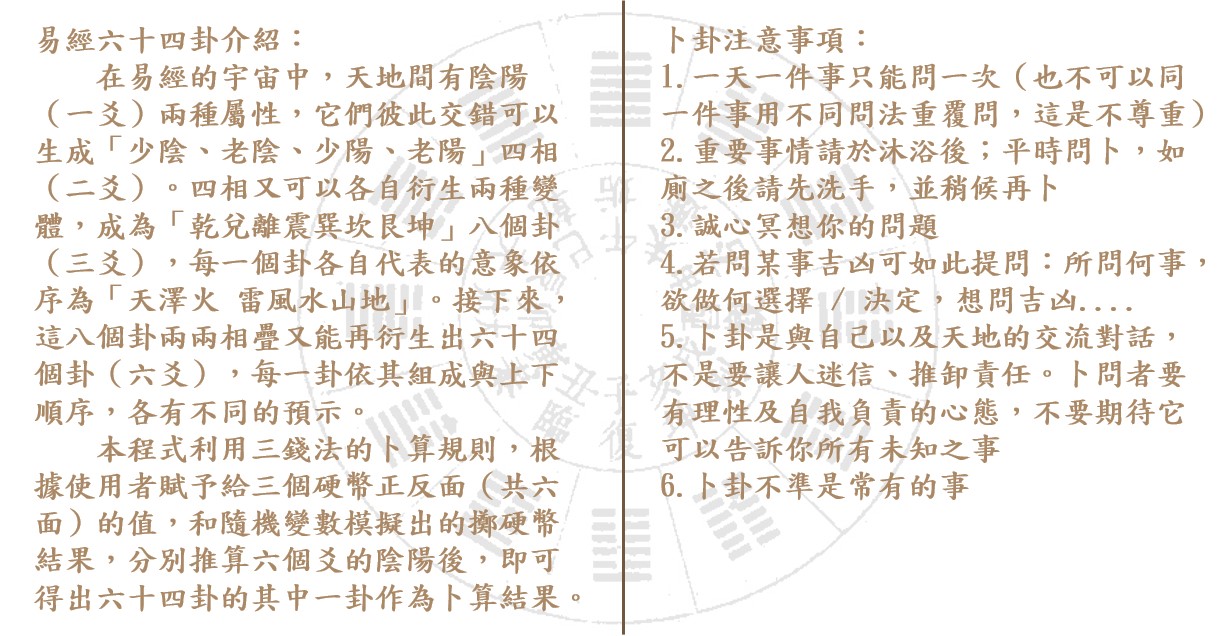 易經六十四卦介紹：
在易經的宇宙中，天地間有陰陽
（一爻）兩種屬性，它們彼此交錯可以
生成「少陰、老陰、少陽、老陽」四相
（二爻）。四相又可以各自衍生兩種變
體，成為「乾兌離震巽坎艮坤」八個卦
（三爻），每一個卦各自代表的意象依
序為「天澤火 雷風水山地」。接下來，
這八個卦兩兩相疊又能再衍生出六十四
個卦（六爻），每一卦依其組成與上下
順序，各有不同的預示。
本程式利用三錢法的卜算規則，根
據使用者賦予給三個硬幣正反面（共六
面）的值，和隨機變數模擬出的擲硬幣
結果，分別推算六個爻的陰陽後，即可
得出六十四卦的其中一卦作為卜算結果。
卜卦注意事項：
1.一天一件事只能問一次（也不可以同
一件事用不同問法重覆問，這是不尊重）
2.重要事情請於沐浴後；平時問卜，如
廁之後請先洗手，並稍候再卜
3.誠心冥想你的問題
4.若問某事吉凶可如此提問：所問何事，
欲做何選擇 / 決定，想問吉凶....
5.卜卦是與自己以及天地的交流對話，
不是要讓人迷信、推卸責任。卜問者要
有理性及自我負責的心態，不要期待它
可以告訴你所有未知之事
6.卜卦不準是常有的事
子
復